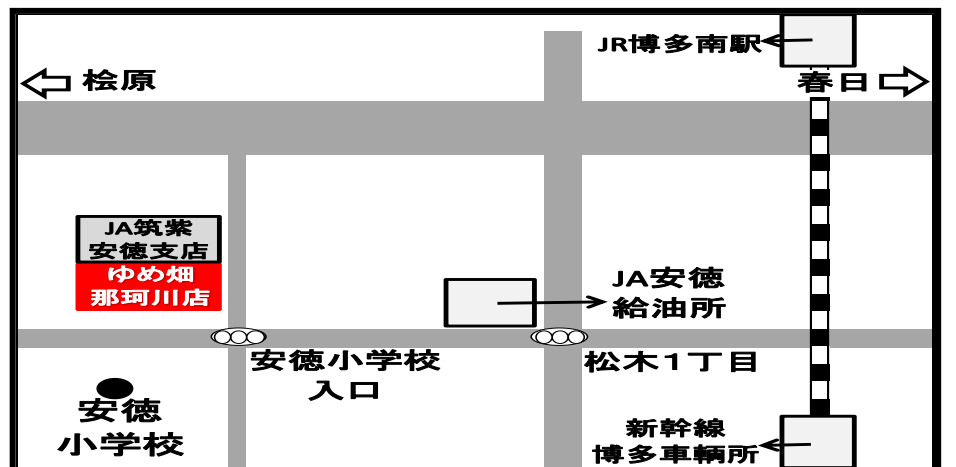 JR博多南駅
桧原
春日
JA筑紫
安徳支店
ゆめ畑
那珂川店
JA安徳
給油所
安徳小学校
入口
松木1丁目
安徳
小学校
新幹線
博多車輌所